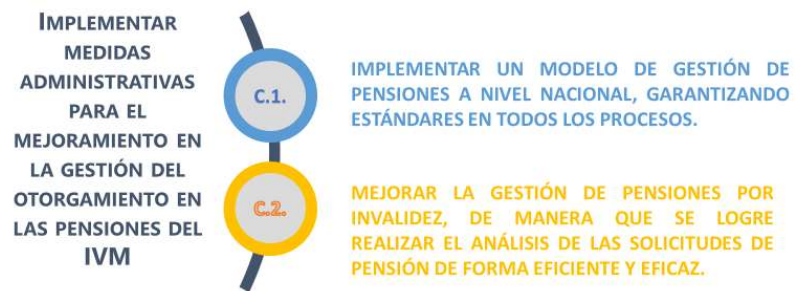 IMPLEMENTAR
MEDIDAS
ADMINISTRATIVAS
PARA EL
MEJORAMIENTO EN
LA GESTIÓN DEL
OTORGAMIENTO EN
LAS PENSIONES DEL
IVM
C.1.
IMPLEMENTAR UN MODELO DE GESTIÓN DE
PENSIONES A NIVEL NACIONAL, GARANTIZANDO
ESTÁNDARES EN TODOS LOS PROCESOS.
C.2.
MEJORAR LA GESTIÓN DE PENSIONES POR
INVALIDEZ, DE MANERA QUE SE LOGRE
REALIZAR EL ANÁLISIS DE LAS SOLICITUDES DE
PENSIÓN DE FORMA EFICIENTE Y EFICAZ.